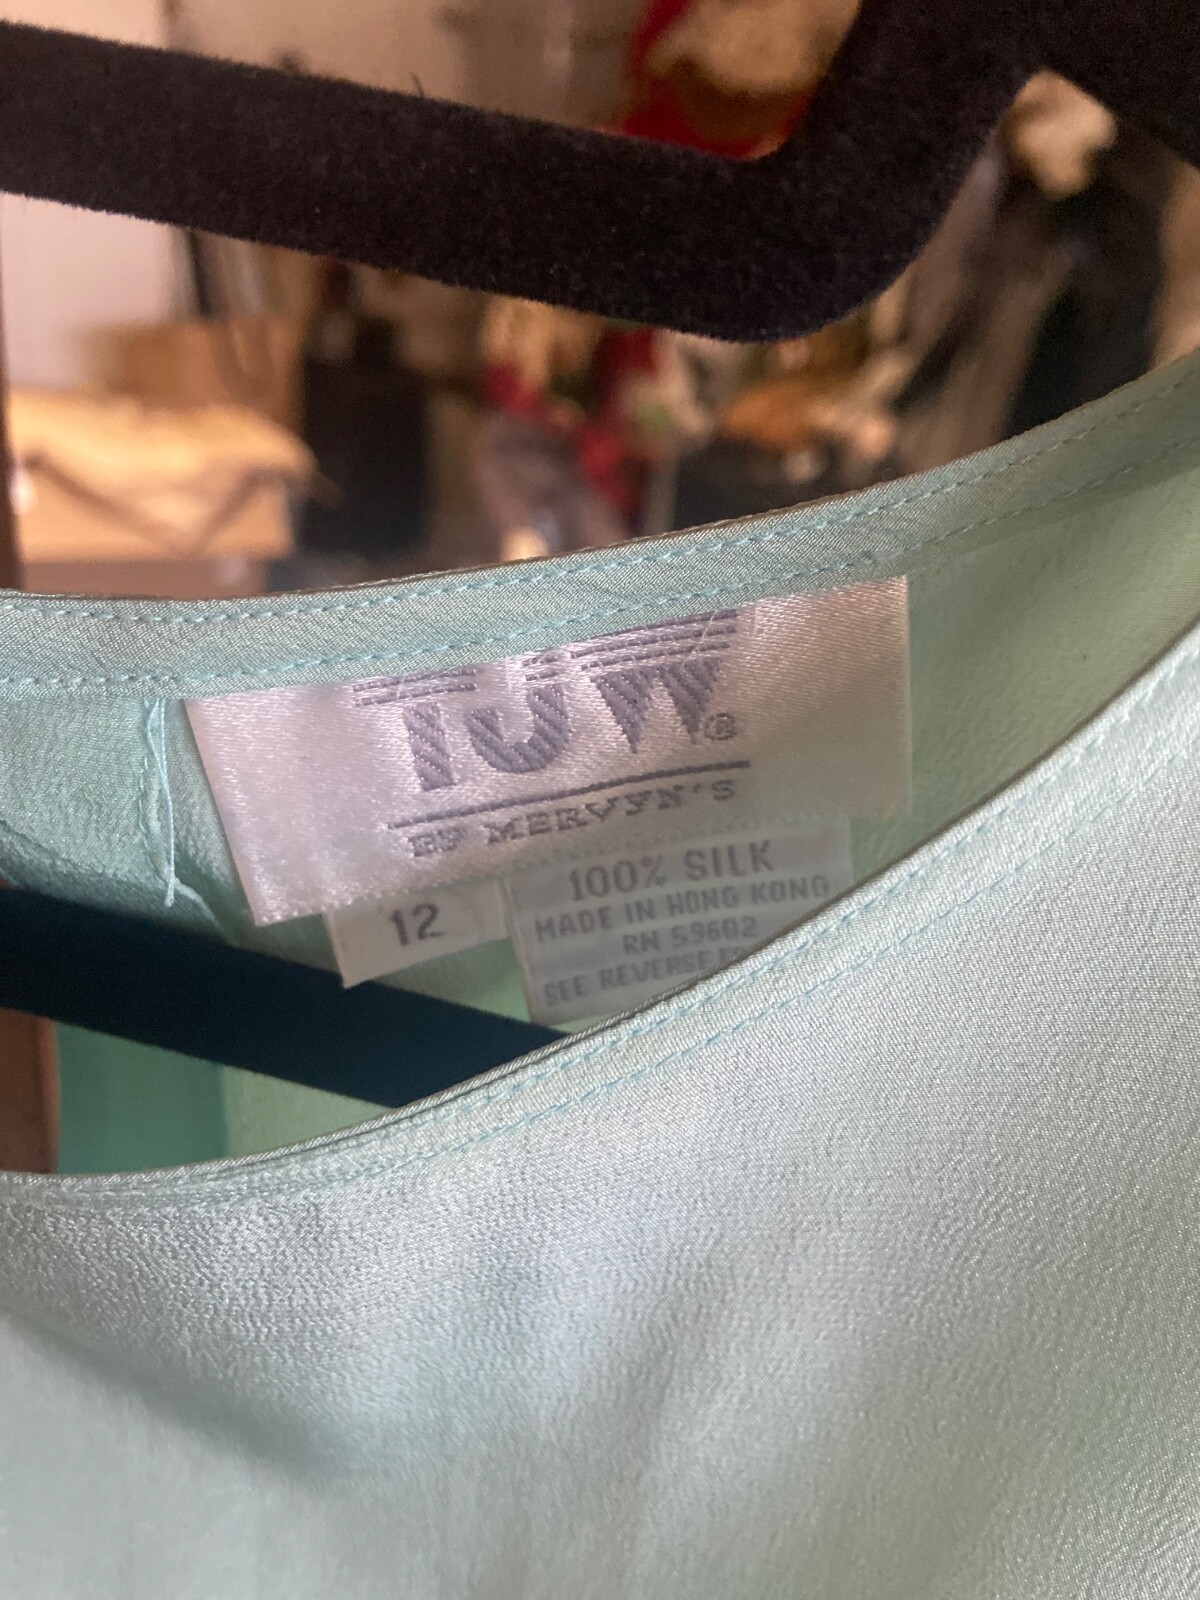 TJW®
BY MERVYN'S
12
100% SILK
MADE IN HONG KONG
RN 59602
SEE REVERSE